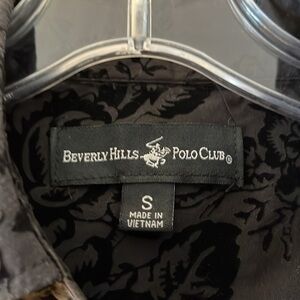 BEVERLY HILLS POLO CLUB®
S
MADE IN
VIETNAM